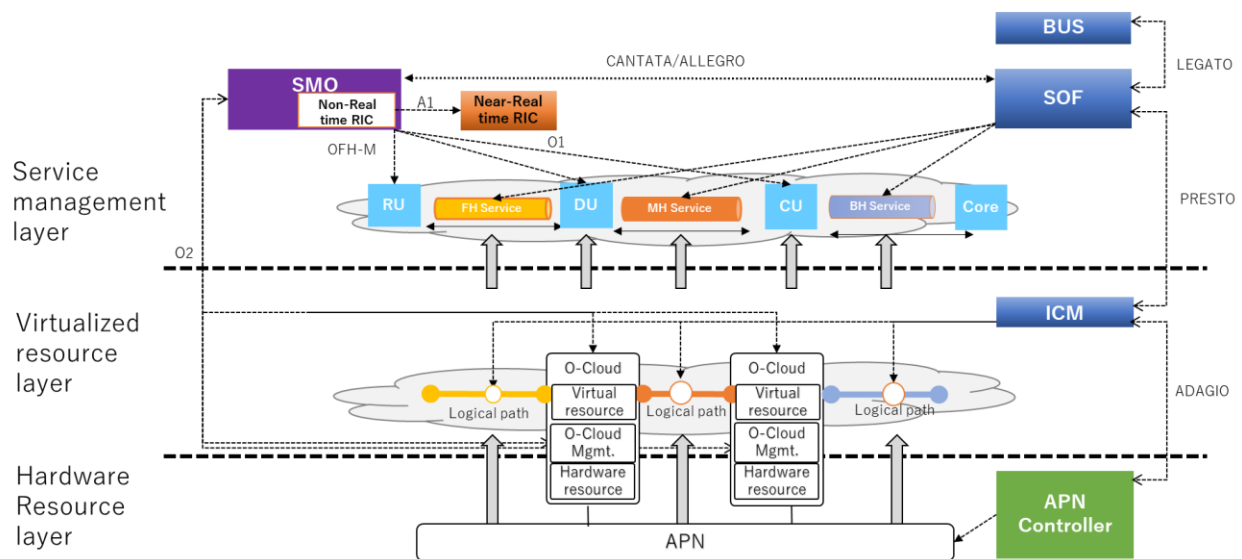 BUS
CANTATA/ALLEGRO
LEGATO
SMO
SOF
Non-Real
time RIC
A1
Near-Real
time RIC
OFH-M
O1
Service
management
layer
RU
FH Service
DU
MH Service
CU
BH Service
Core
PRESTO
O2
Virtualized
resource
layer
ICM
O-Cloud
O-Cloud
Virtual
resource
Virtual
resource
Logical path
Logical path
Logical path
ADAGIO
O-Cloud
Mgmt.
O-Cloud
Mgmt.
Hardware
Resource
layer
Hardware
resource
Hardware
resource
APN
Controller
APN